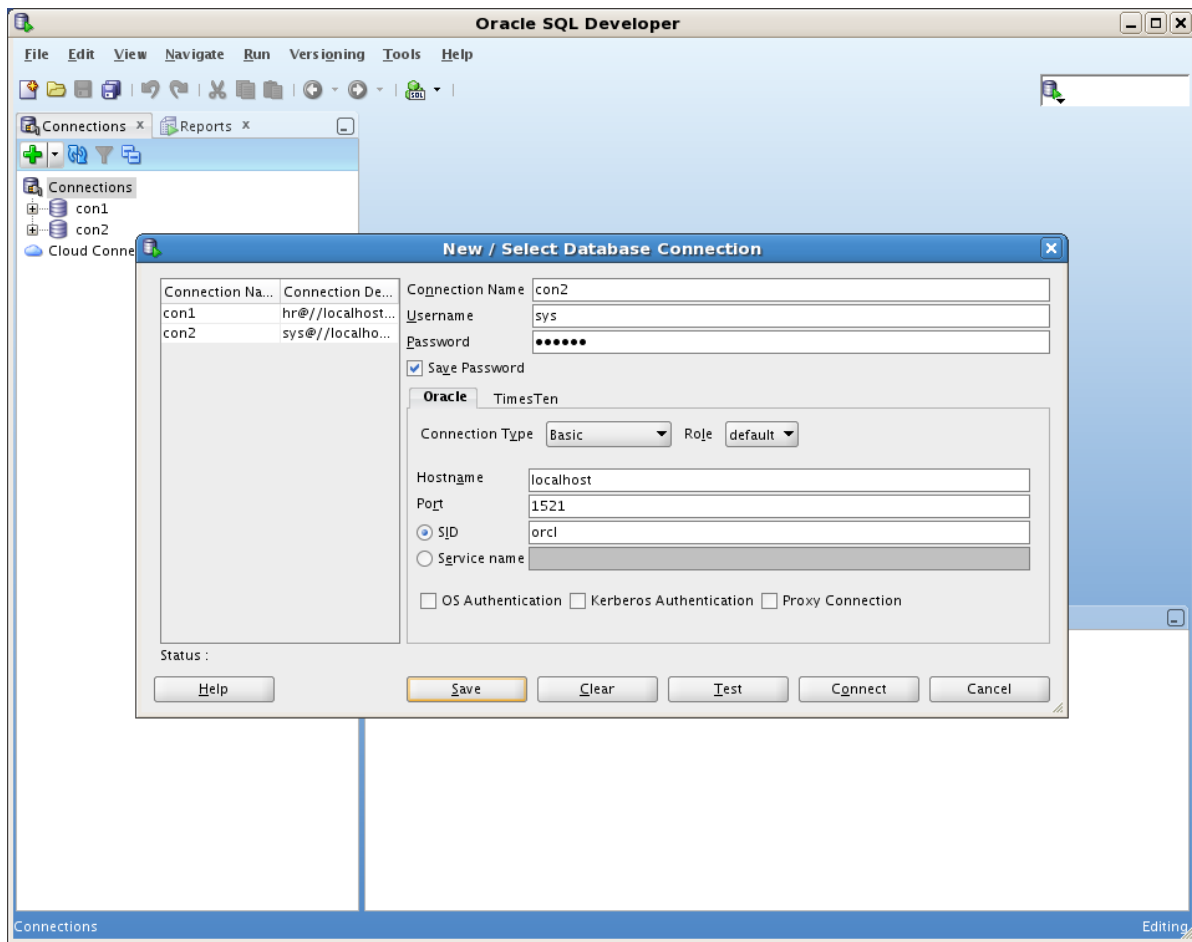 Oracle SQL Developer
File Edit View Navigate Run Versioning Tools Help
SQL
Connections x Reports x
Connections
con1
con2
Cloud Conne
New / Select Database Connection
Connection Na... Connection De...
con1 hr@//localhost...
con2 sys@//localho...
Connection Name con2
Username sys
Password ●●●●●●
Save Password
Oracle TimesTen
Connection Type Basic Role default
Hostname localhost
Port 1521
SID orcl
Service name
OS Authentication Kerberos Authentication Proxy Connection
Status :
Help Save Clear Test Connect Cancel
Connections Editing